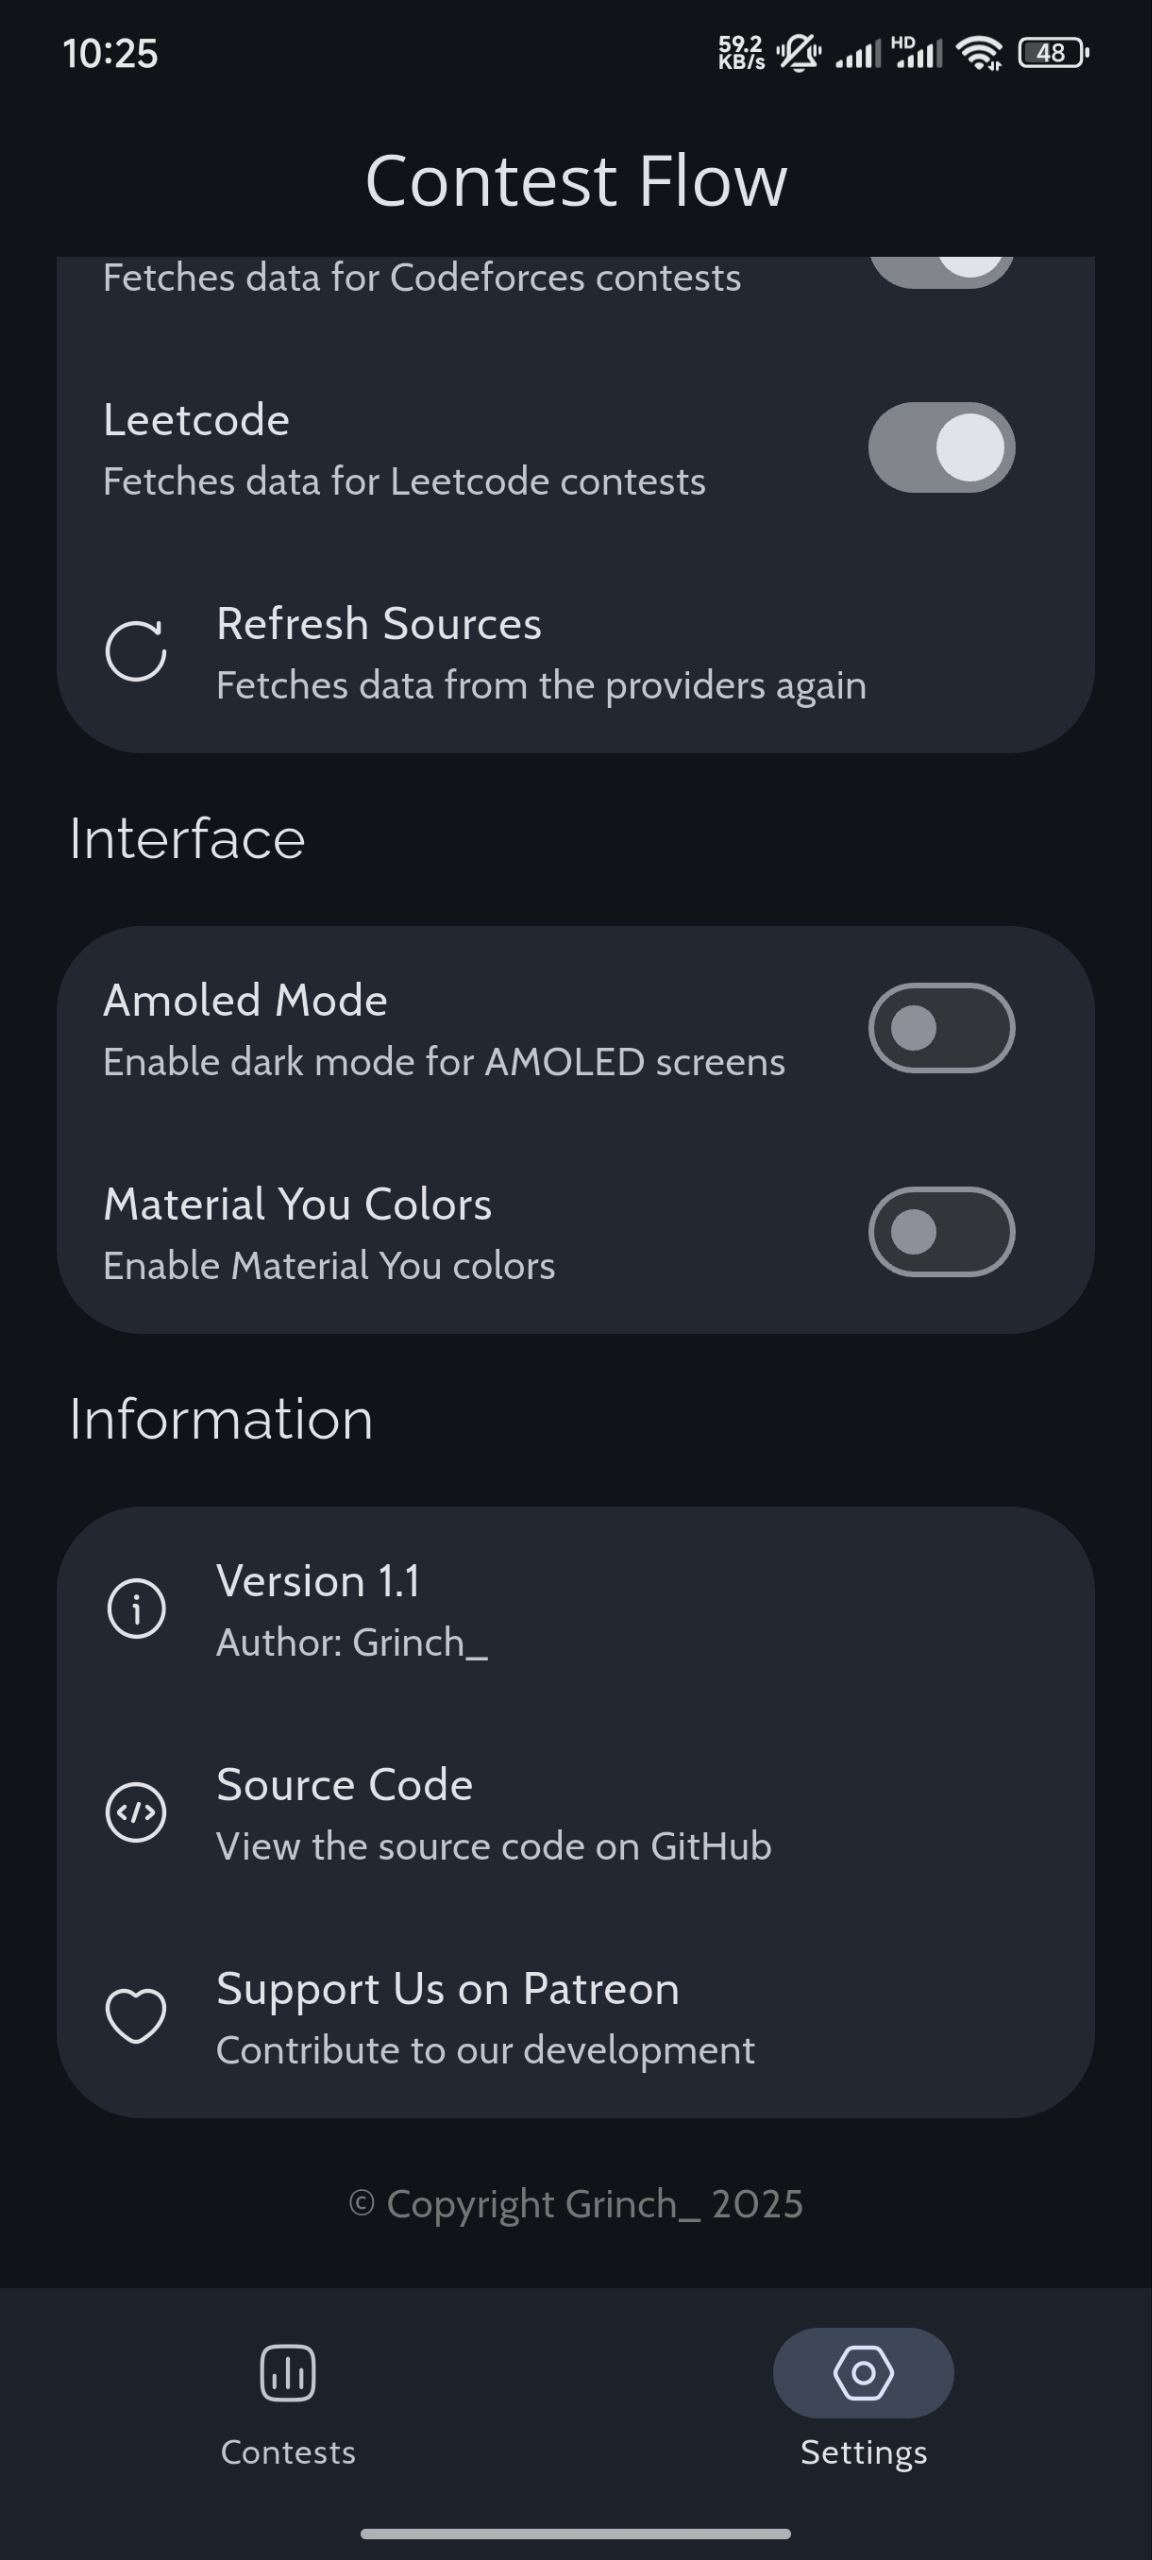 10:25
59.2
KB/s
HD
48
Contest Flow
Fetches data for Codeforces contests
Leetcode
Fetches data for Leetcode contests
Refresh Sources
Fetches data from the providers again
Interface
Amoled Mode
Enable dark mode for AMOLED screens
Material You Colors
Enable Material You colors
Information
Version 1.1
Author: Grinch_
Source Code
View the source code on GitHub
Support Us on Patreon
Contribute to our development
© Copyright Grinch_ 2025
Contests
Settings